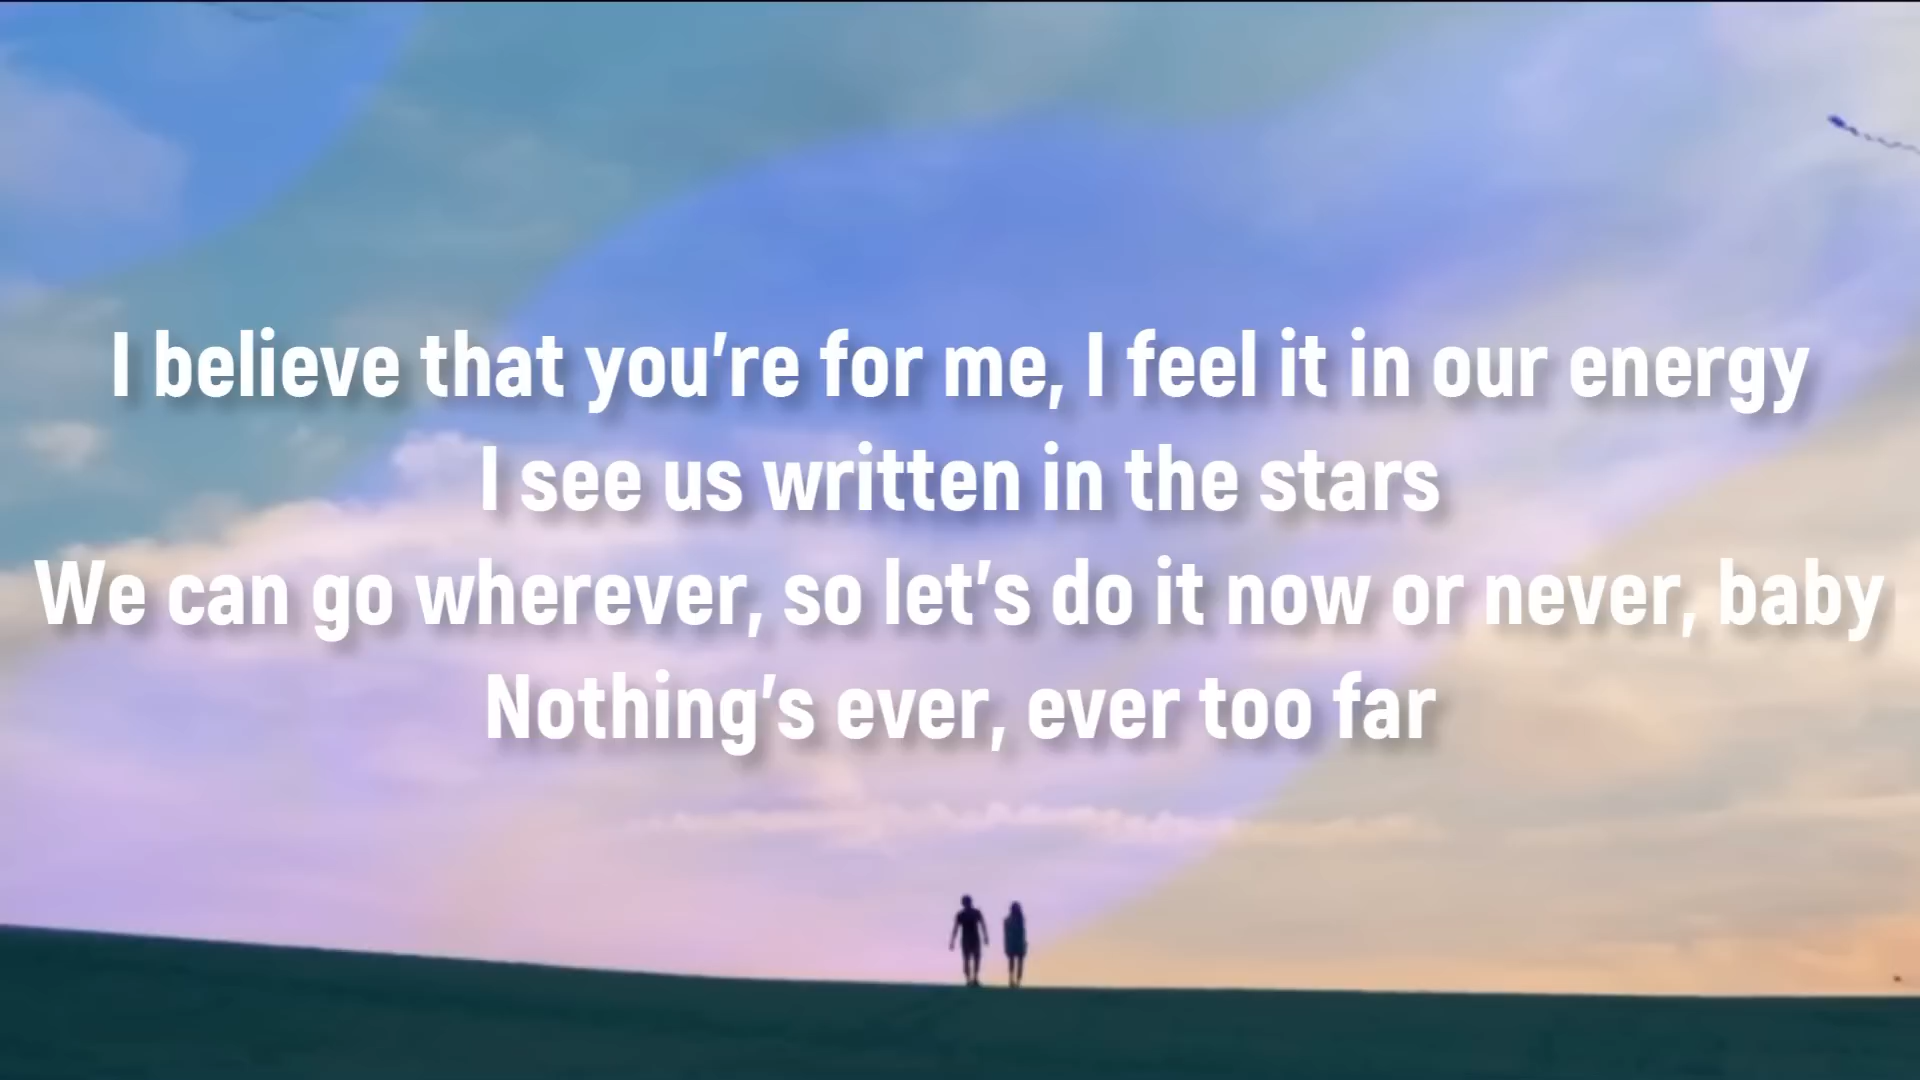 I believe that you're for me, I feel it in our energy
I see us written in the stars
We can go wherever, so let's do it now or never, baby
Nothing's ever, ever too far